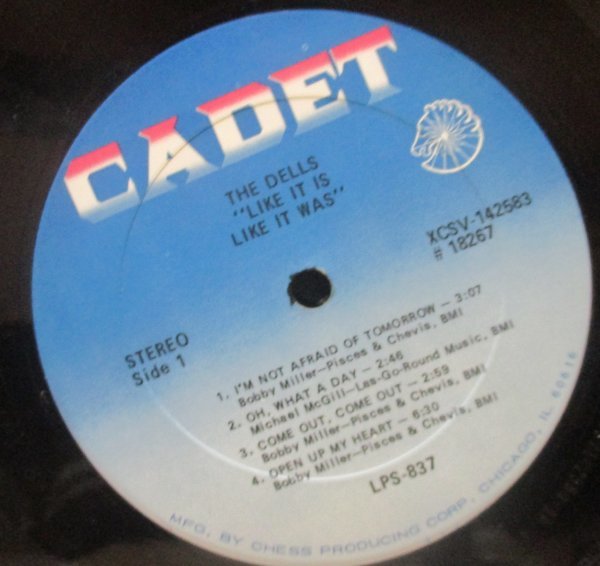 CADET
THE DELLS
"LIKE IT IS
LIKE IT WAS"
XCSV-142583
# 18267
STEREO
Side 1
1. I'M NOT AFRAID OF TOMORROW — 3:07
Bobby Miller—Pisces & Chevis, BMI
2. OH, WHAT A DAY — 2:46
Michael McGill—Las-Go-Round Music, BMI
3. COME OUT, COME OUT — 2:59
Bobby Miller—Pisces & Chevis, BMI
4. OPEN UP MY HEART — 6:30
Bobby Miller—Pisces & Chevis, BMI
LPS-837
MFG. BY CHESS PRODUCING CORP. CHICAGO, IL 60616